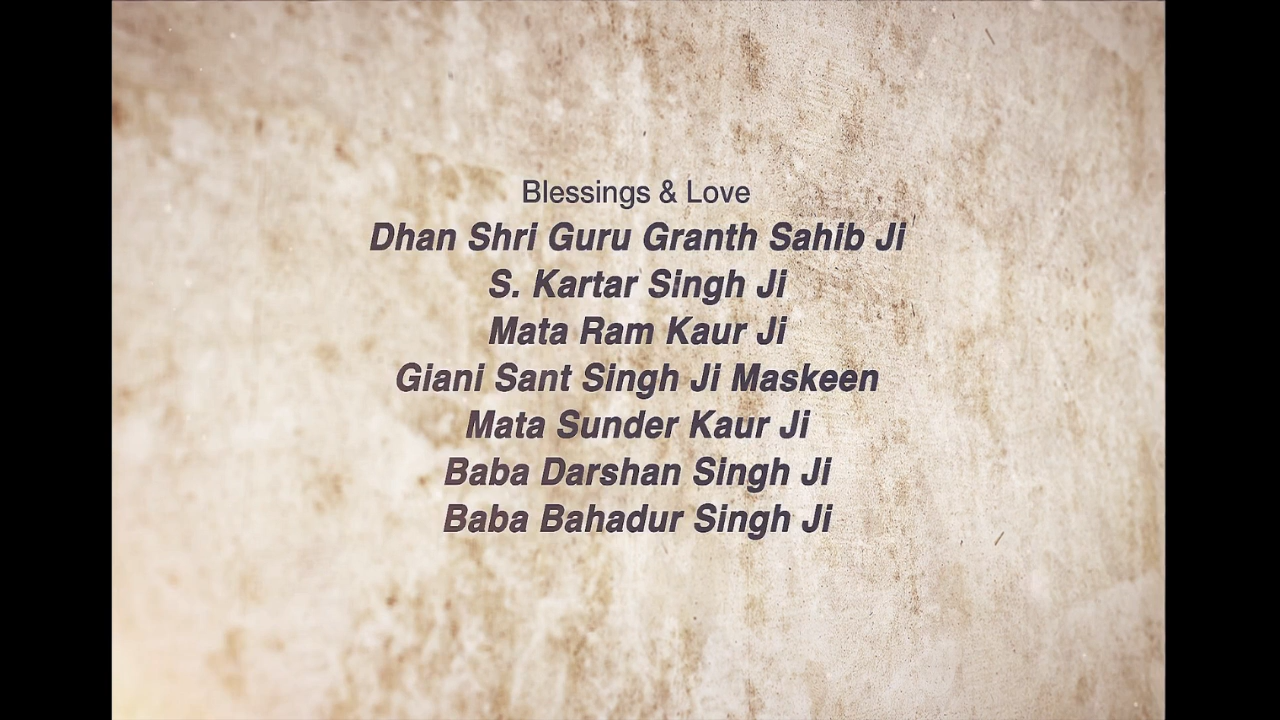 Blessings & Love
Dhan Shri Guru Granth Sahib Ji
S. Kartar Singh Ji
Mata Ram Kaur Ji
Giani Sant Singh Ji Maskeen
Mata Sunder Kaur Ji
Baba Darshan Singh Ji
Baba Bahadur Singh Ji